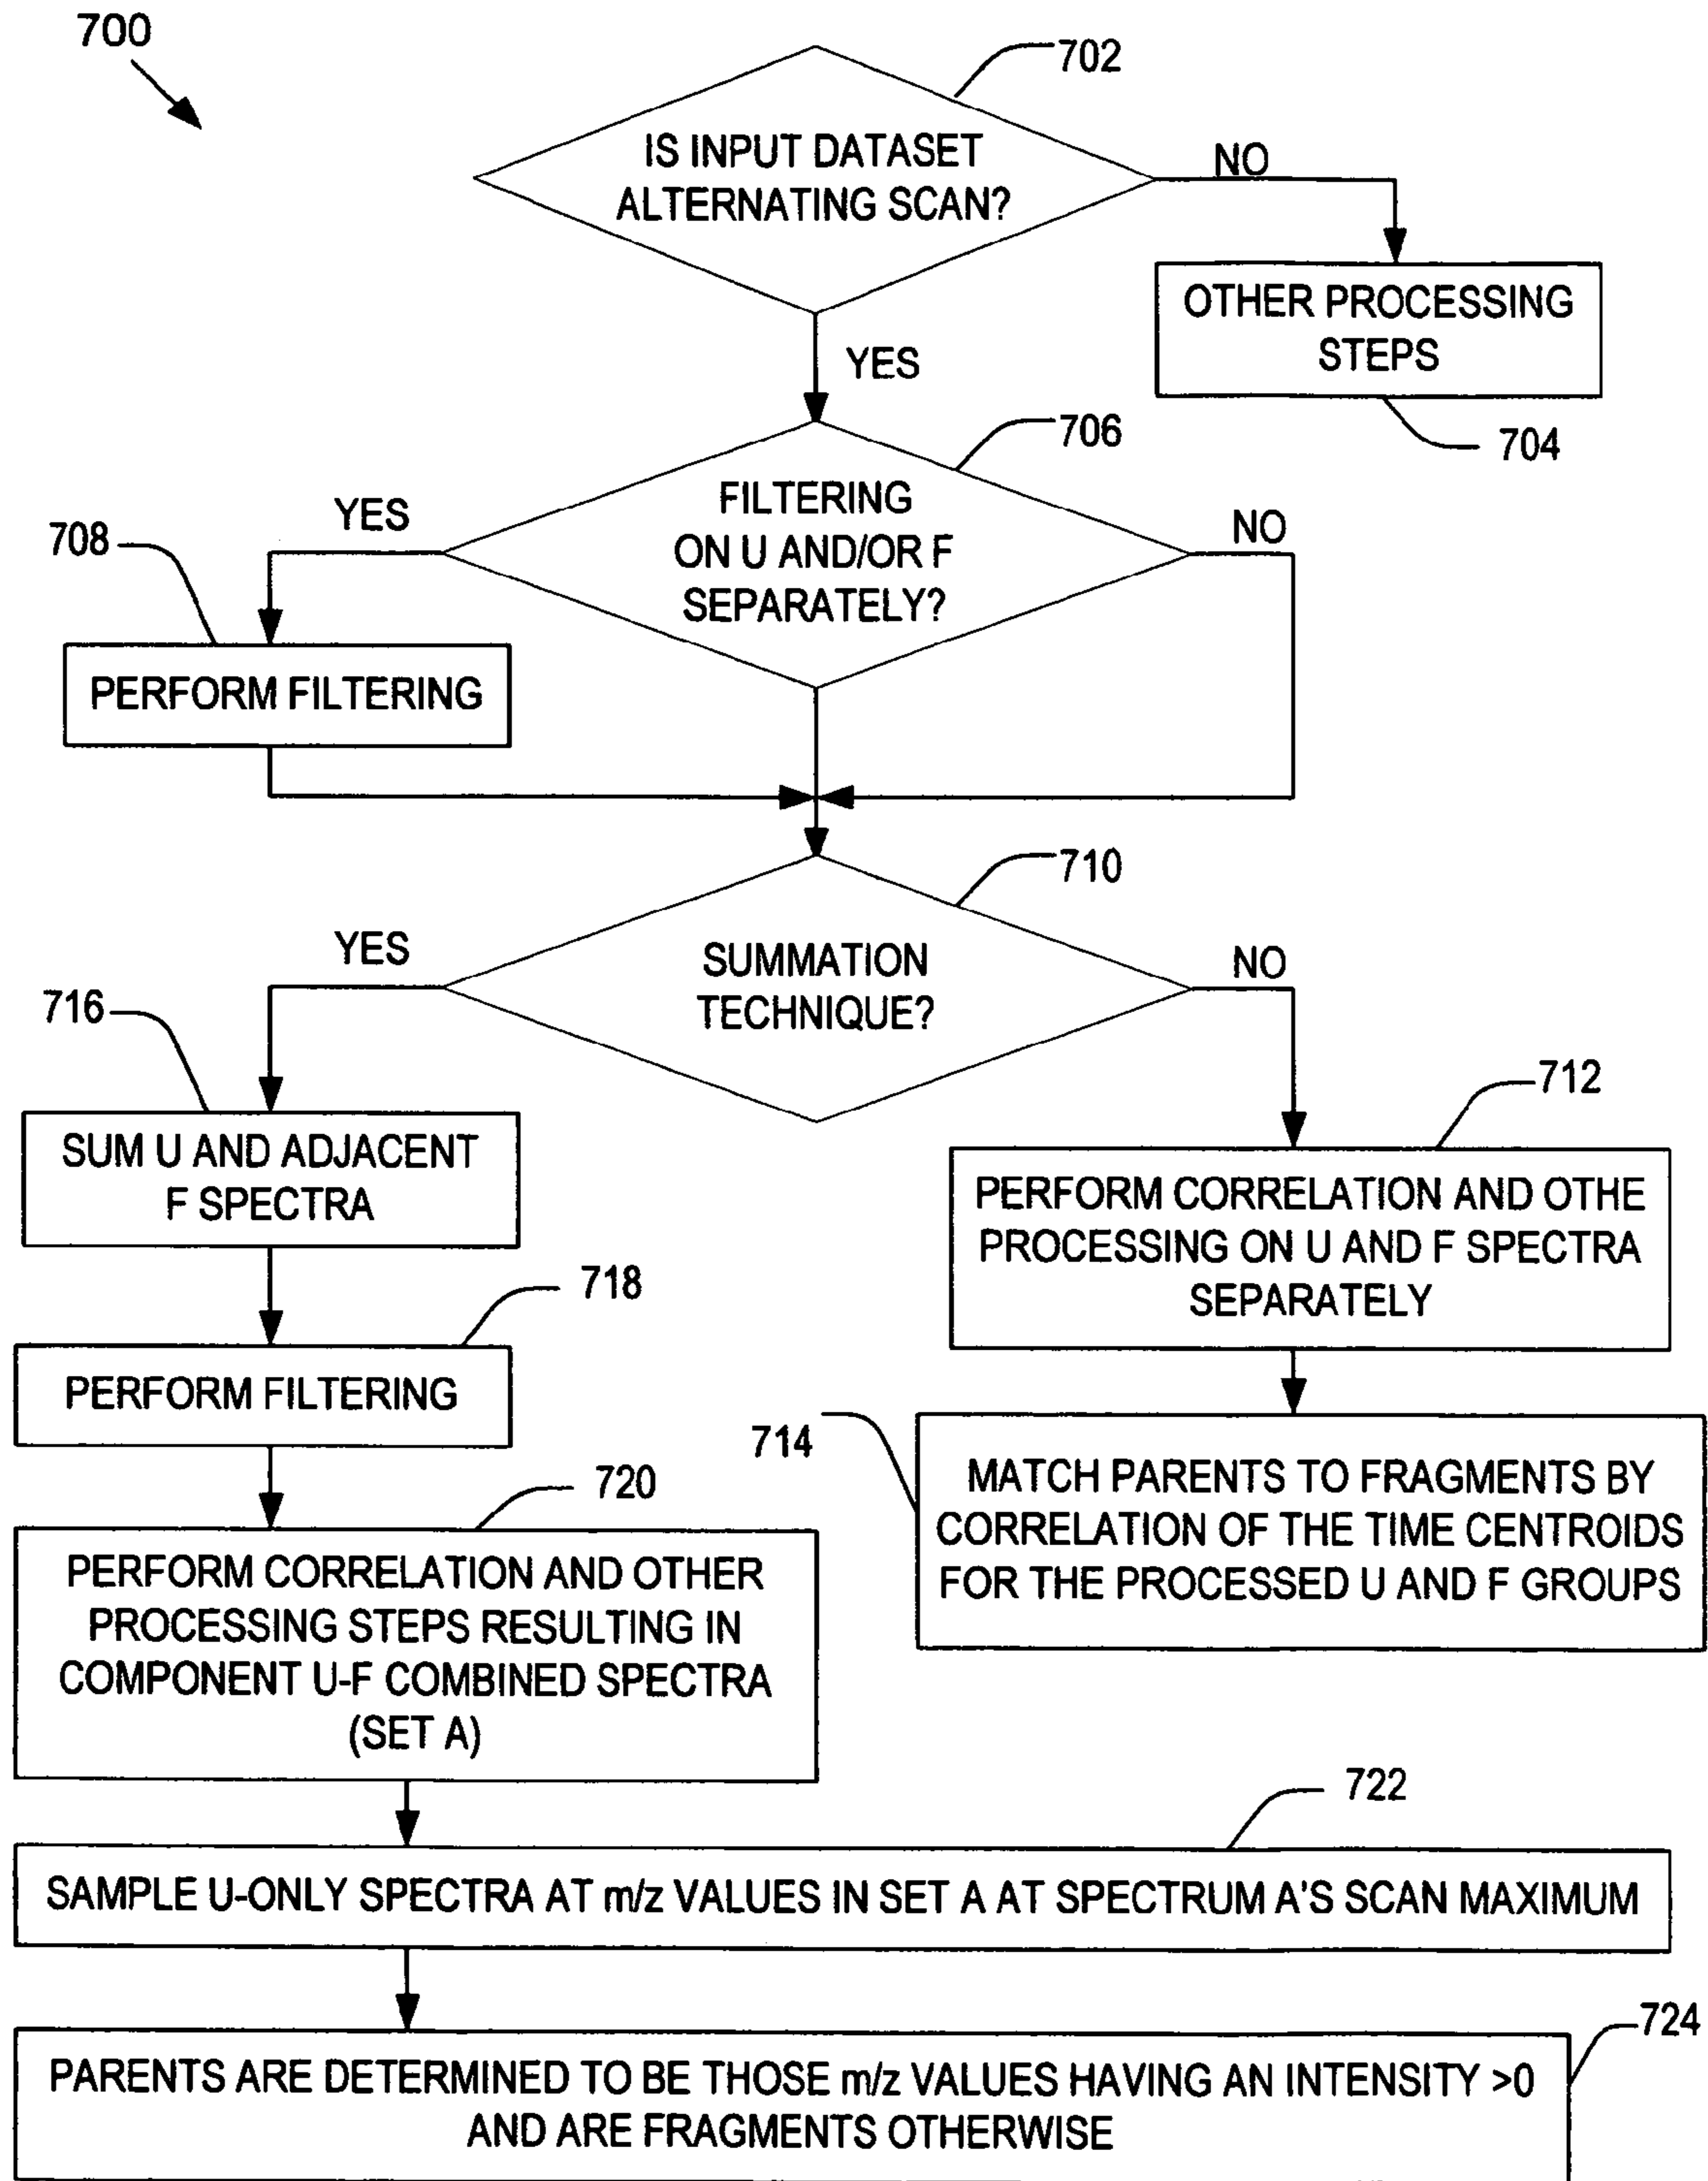 700
702
IS INPUT DATASET
ALTERNATING SCAN?
NO
OTHER PROCESSING
STEPS
704
YES
706
FILTERING
ON U AND/OR F
SEPARATELY?
YES
NO
708
PERFORM FILTERING
710
SUMMATION
TECHNIQUE?
YES
NO
716
SUM U AND ADJACENT
F SPECTRA
712
PERFORM CORRELATION AND OTHE
PROCESSING ON U AND F SPECTRA
SEPARATELY
718
PERFORM FILTERING
714
MATCH PARENTS TO FRAGMENTS BY
CORRELATION OF THE TIME CENTROIDS
FOR THE PROCESSED U AND F GROUPS
720
PERFORM CORRELATION AND OTHER
PROCESSING STEPS RESULTING IN
COMPONENT U-F COMBINED SPECTRA
(SET A)
722
SAMPLE U-ONLY SPECTRA AT m/z VALUES IN SET A AT SPECTRUM A'S SCAN MAXIMUM
724
PARENTS ARE DETERMINED TO BE THOSE m/z VALUES HAVING AN INTENSITY >0
AND ARE FRAGMENTS OTHERWISE